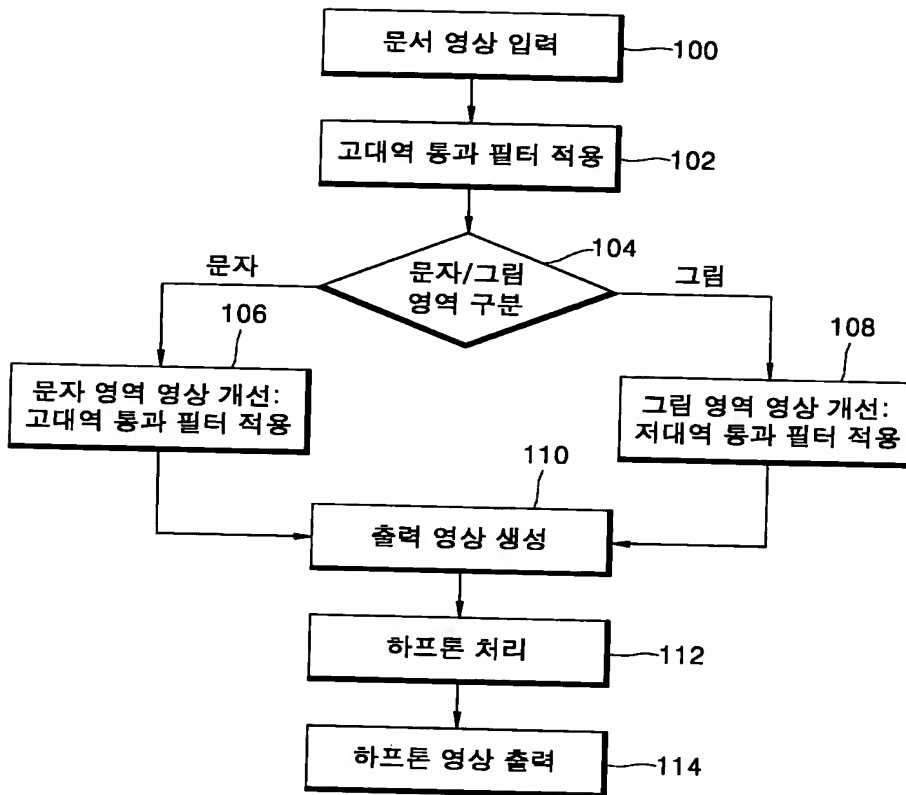 문서 영상 입력
100
고대역 통과 필터 적용
102
104
문자
문자/그림
영역 구분
그림
106
문자 영역 영상 개선:
고대역 통과 필터 적용
108
그림 영역 영상 개선:
저대역 통과 필터 적용
110
출력 영상 생성
하프톤 처리
112
하프톤 영상 출력
114